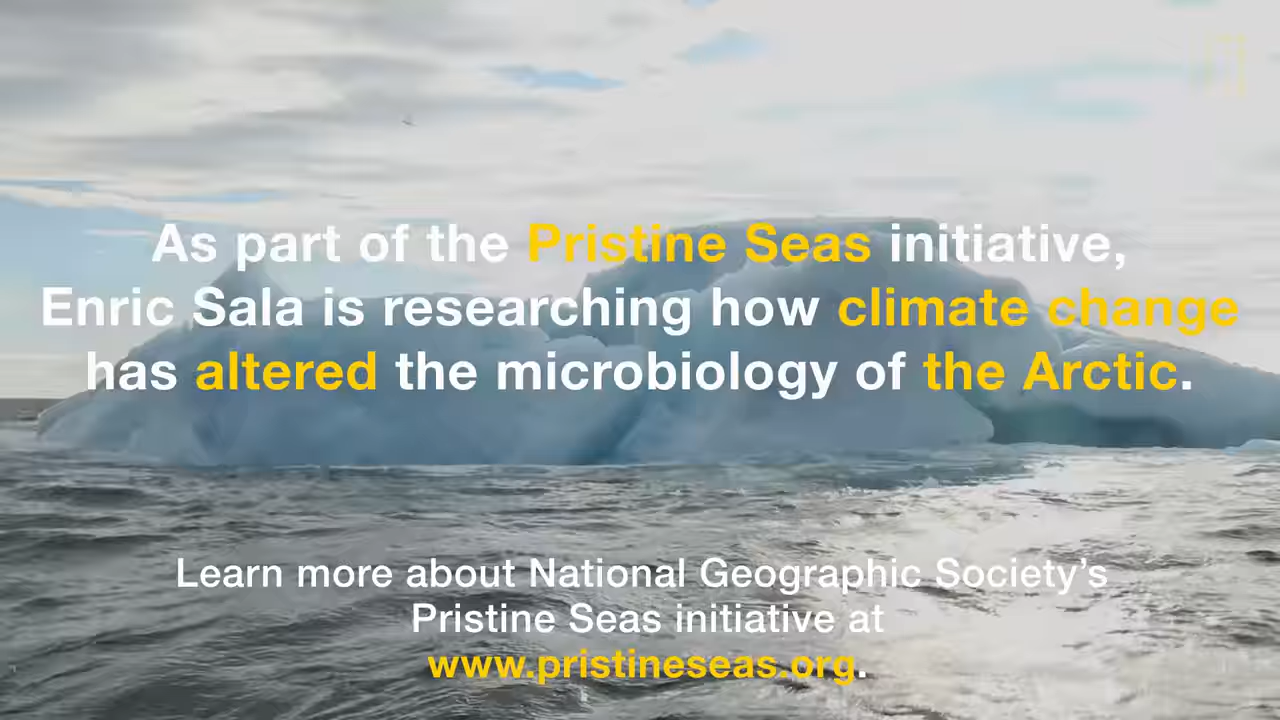 As part of the Pristine Seas initiative,
Enric Sala is researching how climate change
has altered the microbiology of the Arctic.
Learn more about National Geographic Society’s
Pristine Seas initiative at
www.pristineseas.org.